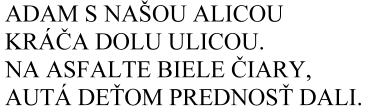 ADAM S NAŠOU ALICOU
KRÁČA DOLU ULICOU.
NA ASFALTE BIELE ČIARY,
AUTÁ DEŤOM PREDNOSŤ DALI.